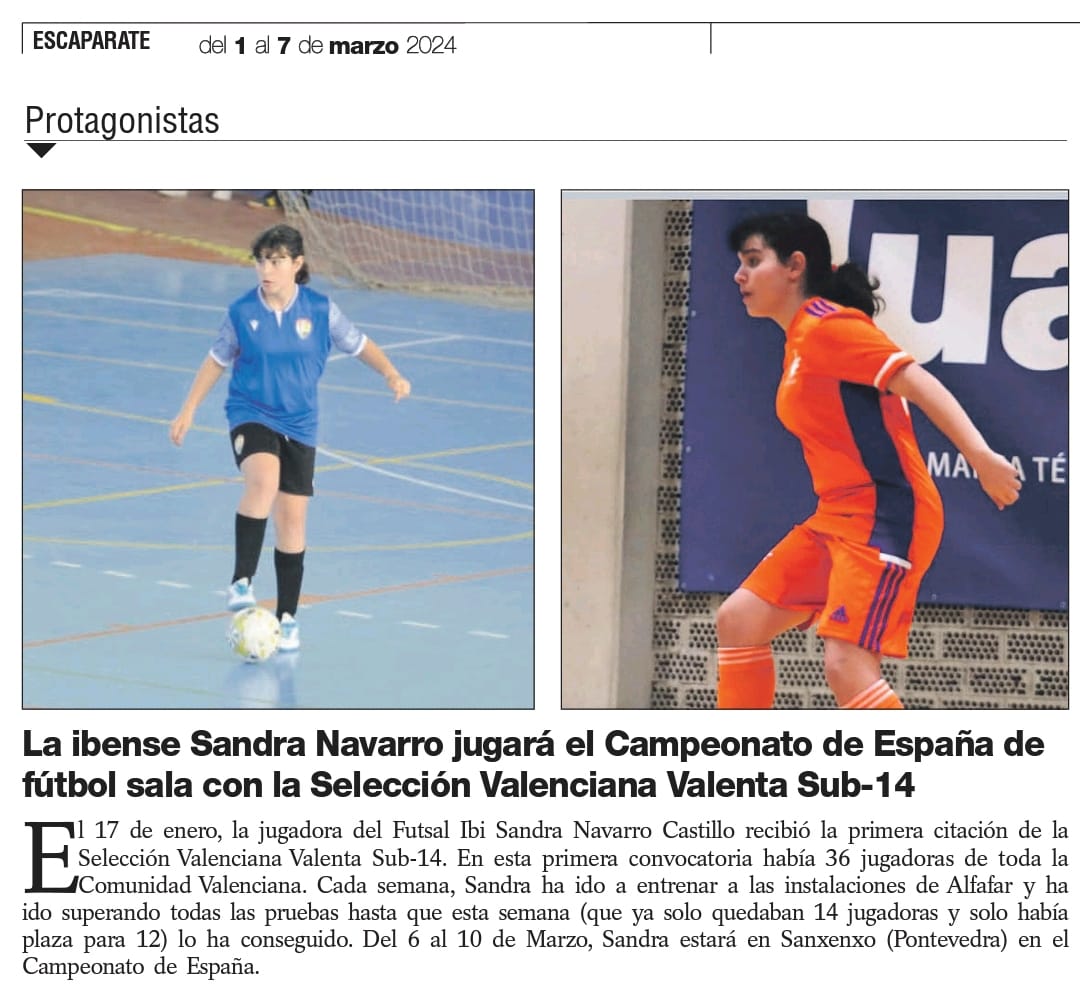 ESCAPARATE del 1 al 7 de marzo 2024
Protagonistas
ua
MARCA TÉ
La ibense Sandra Navarro jugará el Campeonato de España de
fútbol sala con la Selección Valenciana Valenta Sub-14
El 17 de enero, la jugadora del Futsal Ibi Sandra Navarro Castillo recibió la primera citación de la
Selección Valenciana Valenta Sub-14. En esta primera convocatoria había 36 jugadoras de toda la
Comunidad Valenciana. Cada semana, Sandra ha ido a entrenar a las instalaciones de Alfafar y ha
ido superando todas las pruebas hasta que esta semana (que ya solo quedaban 14 jugadoras y solo había
plaza para 12) lo ha conseguido. Del 6 al 10 de Marzo, Sandra estará en Sanxenxo (Pontevedra) en el
Campeonato de España.